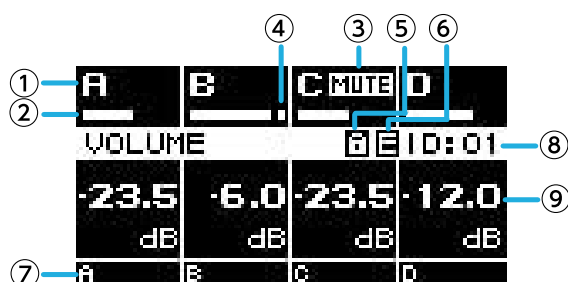 ④ ③ ⑤ ⑥
① A B C MUTE D
②
VOLUME E ID:01 ⑧
-23.5 -6.0 -23.5 -12.0 ⑨
dB dB dB dB
⑦ A B C D